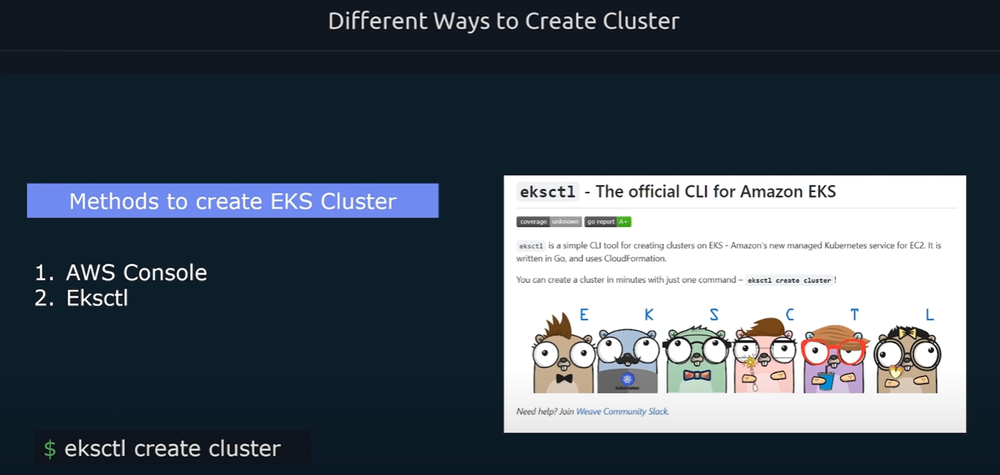 Different Ways to Create Cluster
Methods to create EKS Cluster
1. AWS Console
2. Eksctl
$ eksctl create cluster
eksctl - The official CLI for Amazon EKS
coverage unknown go report A+
eksctl is a simple CLI tool for creating clusters on EKS - Amazon's new managed Kubernetes service for EC2. It is
written in Go, and uses CloudFormation.
You can create a cluster in minutes with just one command – eksctl create cluster !
E K S C T L
kubernetes
Need help? Join Weave Community Slack.